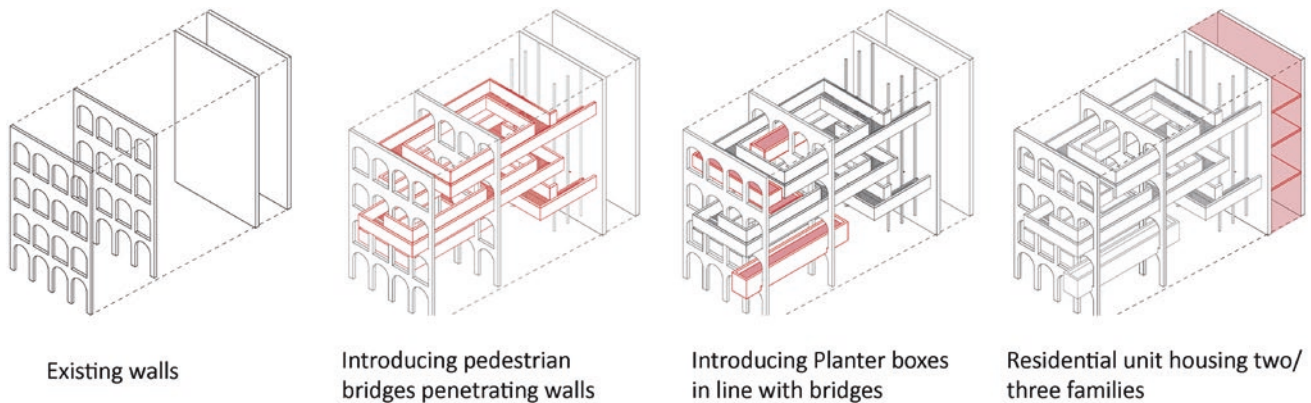 Existing walls
Introducing pedestrian
bridges penetrating walls
Introducing Planter boxes
in line with bridges
Residential unit housing two/
three families